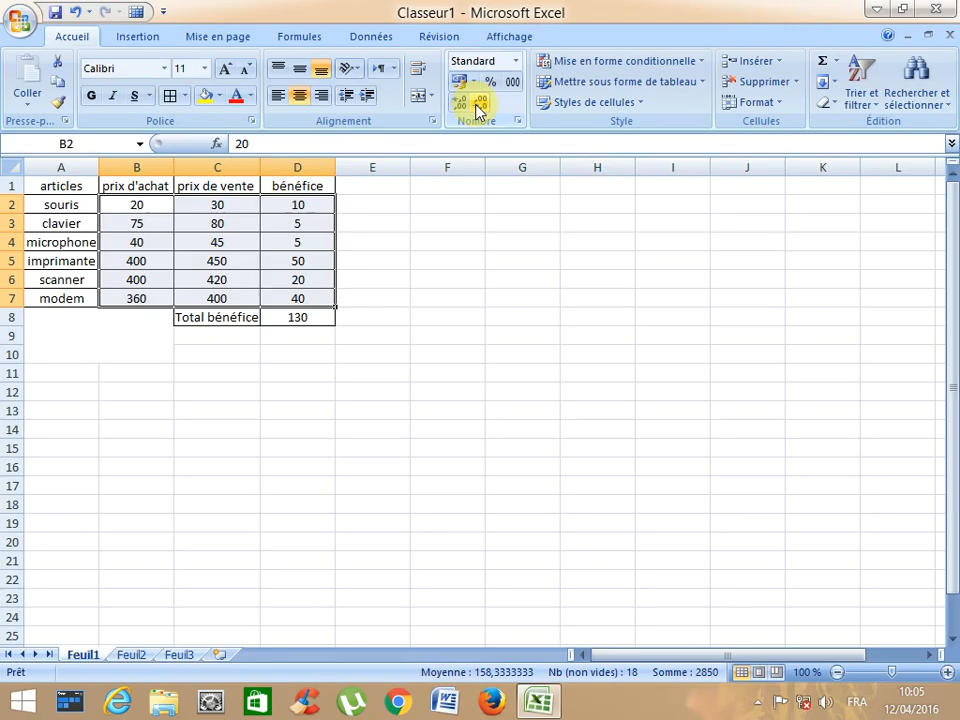 Classeur1 - Microsoft Excel
Accueil Insertion Mise en page Formules Données Révision Affichage
Calibri 11 Standard Mise en forme conditionnelle Insérer Σ
Coller G I S A % 000 Mettre sous forme de tableau Supprimer Trier et filtrer Rechercher et sélectionner
Styles de cellules Format
Presse-p... Police Alignement Nombre Style Cellules Édition
B2 fx 20
A B C D E F G H I J K L
1 articles prix d'achat prix de vente bénéfice
2 souris 20 30 10
3 clavier 75 80 5
4 microphone 40 45 5
5 imprimante 400 450 50
6 scanner 400 420 20
7 modem 360 400 40
8 Total bénéfice 130
9
10
11
12
13
14
15
16
17
18
19
20
21
22
23
24
25
Feuil1 Feuil2 Feuil3
Prêt Moyenne : 158,3333333 Nb (non vides) : 18 Somme : 2850 100 %
FRA 10:05
12/04/2016